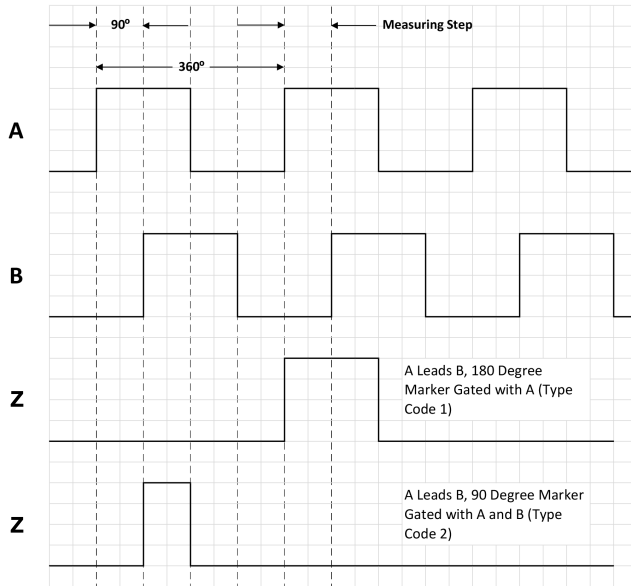 90º
Measuring Step
360º
A
B
Z
A Leads B, 180 Degree
Marker Gated with A (Type
Code 1)
Z
A Leads B, 90 Degree Marker
Gated with A and B (Type
Code 2)